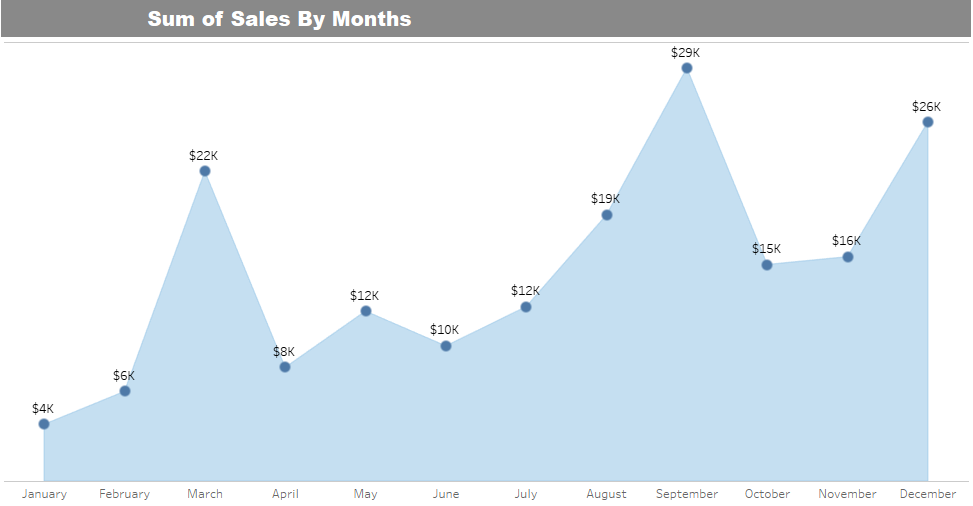 Sum of Sales By Months
$29K
$26K
$22K
$19K
$16K
$15K
$12K
$12K
$10K
$8K
$6K
$4K
January February March April May June July August September October November December